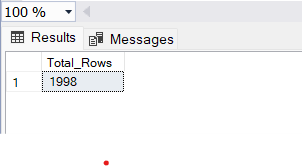 100 %
Results Messages
Total_Rows
1 1998